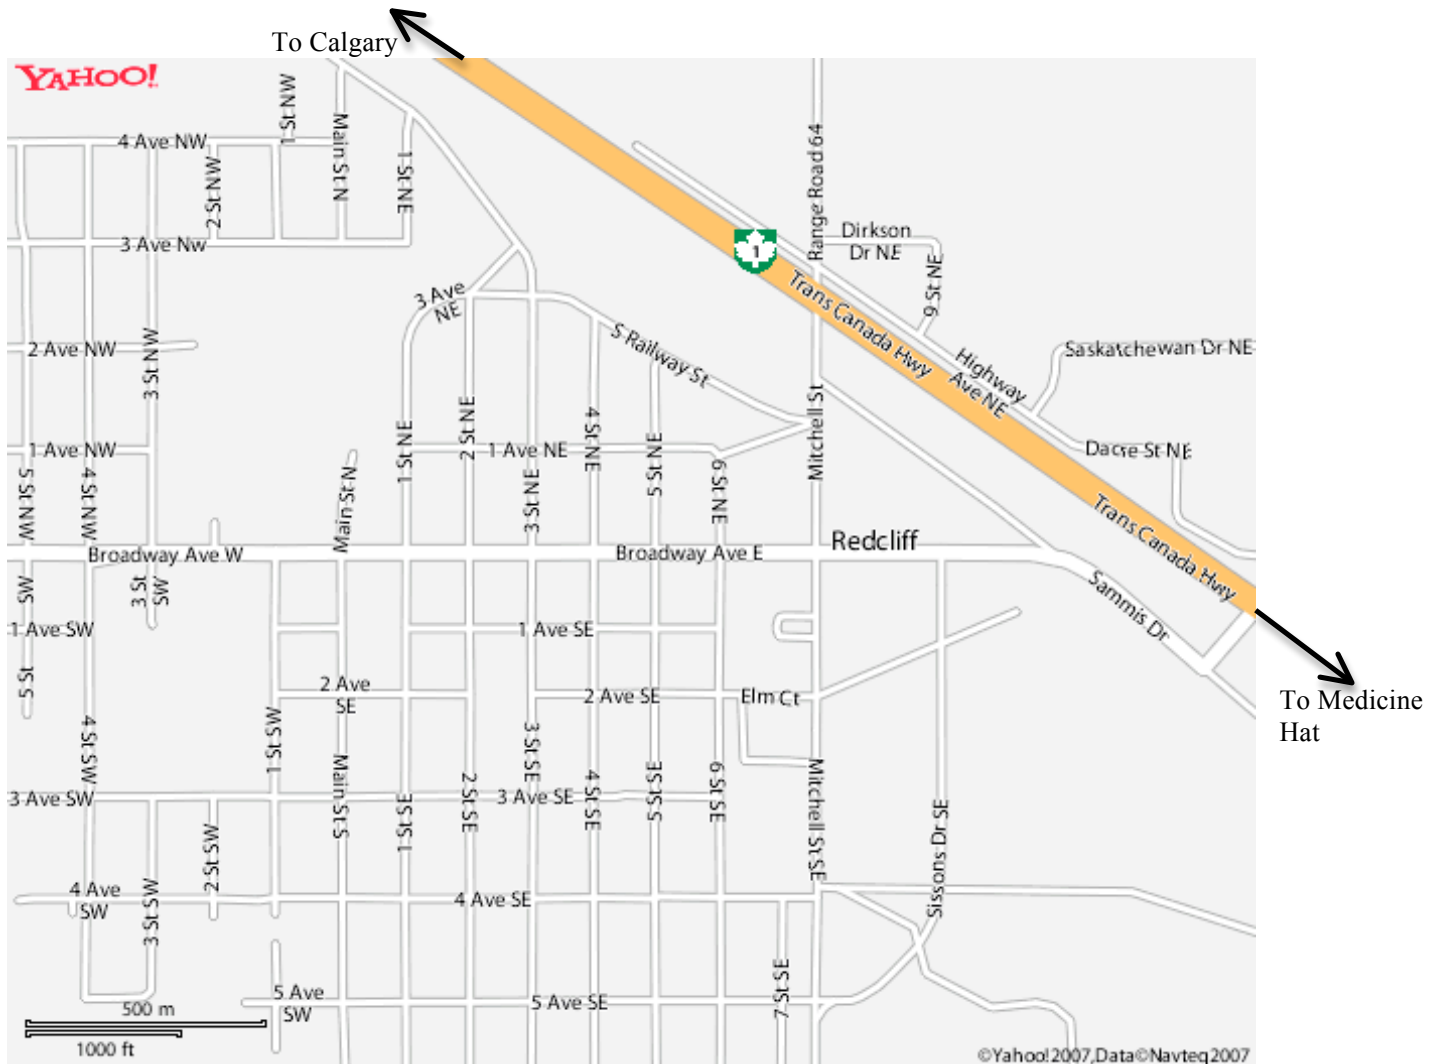 To Calgary
YAHOO!
1 St NW
4 Ave NW
Main St N
1 St NE
Range Road 64
2 St NW
3 Ave Nw
Dirkson
Dr NE
1
9 St NE
Trans Canada Hwy
3 Ave
NE
S Railway St
2 Ave NW
3 St NW
Highway
Ave NE
Saskatchewan Dr NE
Mitchell St
1 Ave NW
5 St NW
4 St NW
Main St N
1 St NE
2 St NE
1 Ave NE
3 St NE
4 St NE
5 St NE
6 St NE
Dacse St NE
Trans Canada Hwy
Broadway Ave W
Broadway Ave E
Redcliff
Sammis Dr
SW
3 St
SW
1 Ave SW
1 Ave SE
5 St
2 Ave
SE
2 Ave SE
Elm Ct
To Medicine
Hat
4 St SW
1 St SW
3 St SE
Main St S
1 St SE
2 St SE
4 St SE
5 St SE
6 St SE
Mitchell St SE
3 Ave SW
3 Ave SE
2 St SW
Sissons Dr SE
4 Ave
SW
3 St SW
4 Ave SE
7 St SE
5 Ave
SW
5 Ave SE
500 m
1000 ft
©Yahoo!2007,Data©Navteq2007